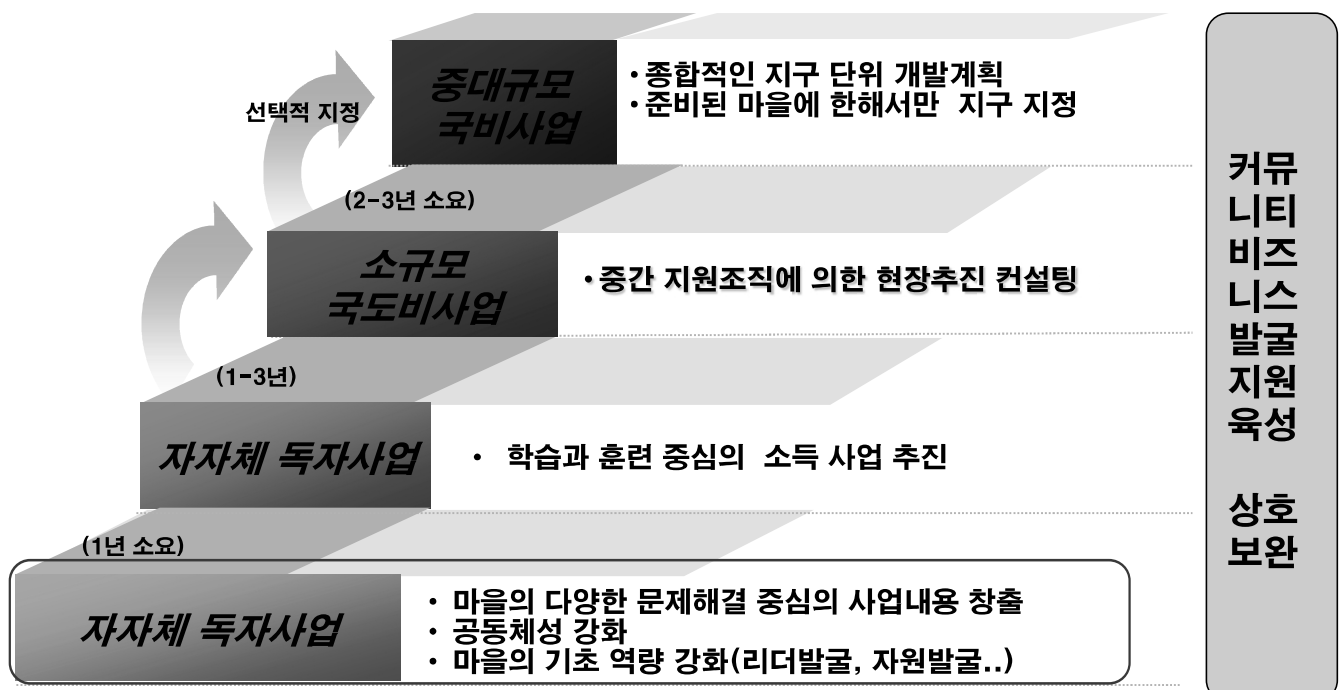 중대규모
국비사업
• 종합적인 지구 단위 개발계획
• 준비된 마을에 한해서만 지구 지정
선택적 지정
(2-3년 소요)
소규모
국도비사업
• 중간 지원조직에 의한 현장추진 컨설팅
(1-3년)
자자체 독자사업
• 학습과 훈련 중심의 소득 사업 추진
(1년 소요)
자자체 독자사업
• 마을의 다양한 문제해결 중심의 사업내용 창출
• 공동체성 강화
• 마을의 기초 역량 강화(리더발굴, 자원발굴..)
커뮤
니티
비즈
니스
발굴
지원
육성
상호
보완